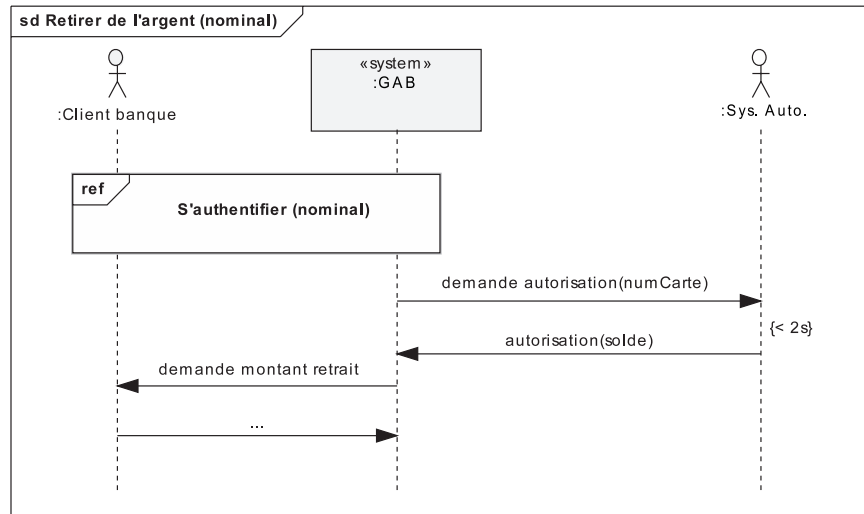 sd Retirer de l'argent (nominal)
«system»
:GAB
:Client banque
:Sys. Auto.
ref
S'authentifier (nominal)
demande autorisation(numCarte)
{< 2s}
autorisation(solde)
demande montant retrait
...